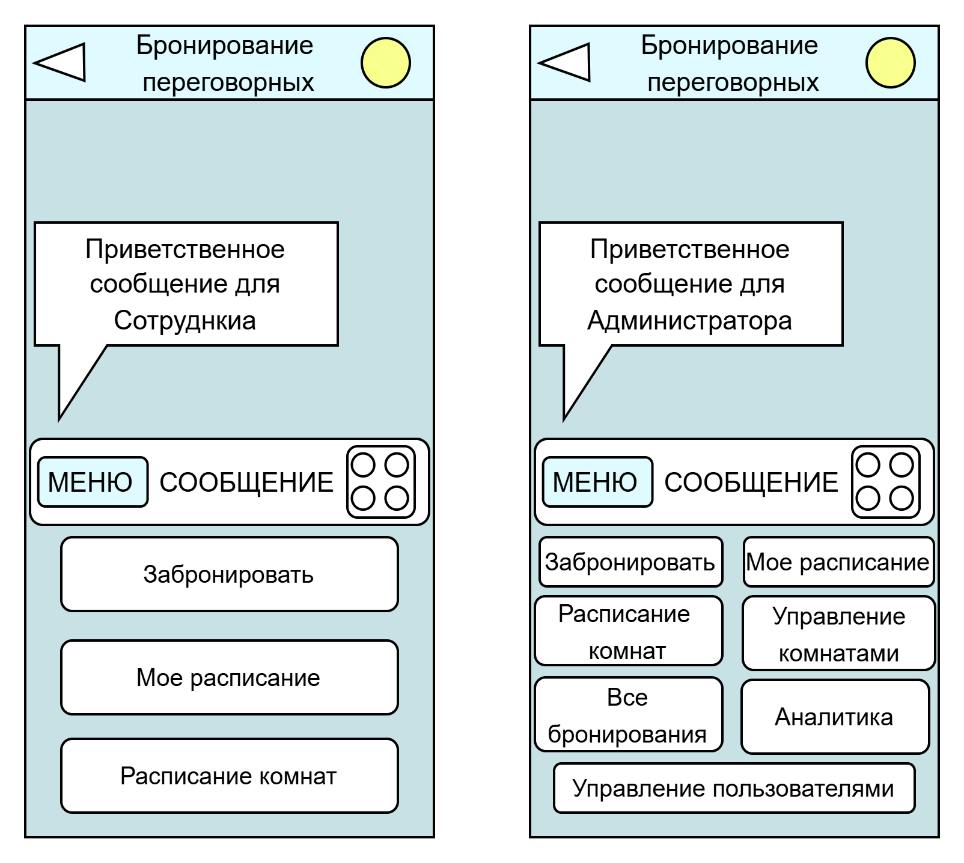 Бронирование
переговорных
Приветственное
сообщение для
Сотруднкиа
МЕНЮ СООБЩЕНИЕ
Забронировать
Мое расписание
Расписание комнат
Бронирование
переговорных
Приветственное
сообщение для
Администратора
МЕНЮ СООБЩЕНИЕ
Забронировать
Мое расписание
Расписание
комнат
Управление
комнатами
Все
бронирования
Аналитика
Управление пользователями